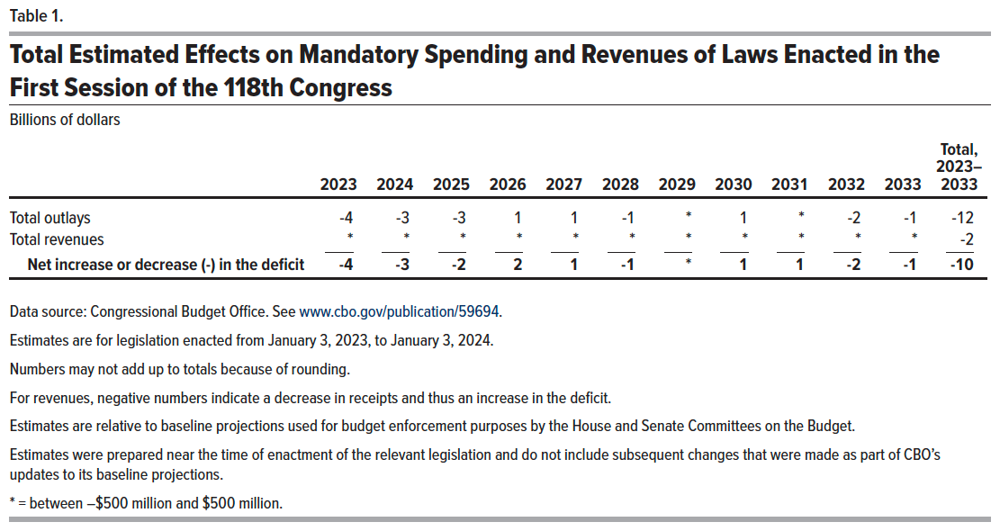 Table 1.
Total Estimated Effects on Mandatory Spending and Revenues of Laws Enacted in the
First Session of the 118th Congress
Billions of dollars
Total,
2023–
2023 2024 2025 2026 2027 2028 2029 2030 2031 2032 2033 2033
Total outlays -4 -3 -3 1 1 -1 * 1 * -2 -1 -12
Total revenues * * * * * * * * * * * -2
Net increase or decrease (-) in the deficit -4 -3 -2 2 1 -1 * 1 1 -2 -1 -10
Data source: Congressional Budget Office. See www.cbo.gov/publication/59694.
Estimates are for legislation enacted from January 3, 2023, to January 3, 2024.
Numbers may not add up to totals because of rounding.
For revenues, negative numbers indicate a decrease in receipts and thus an increase in the deficit.
Estimates are relative to baseline projections used for budget enforcement purposes by the House and Senate Committees on the Budget.
Estimates were prepared near the time of enactment of the relevant legislation and do not include subsequent changes that were made as part of CBO’s
updates to its baseline projections.
* = between –$500 million and $500 million.